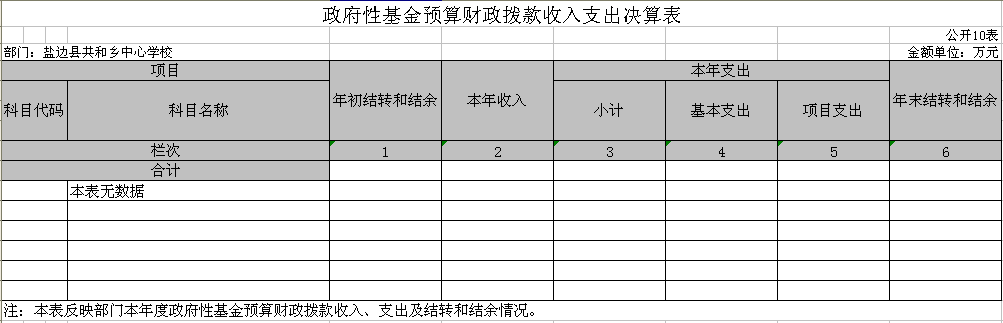 政府性基金预算财政拨款收入支出决算表
公开10表
部门：盐边县共和乡中心学校 金额单位：万元
项目 年初结转和结余 本年收入 本年支出 年末结转和结余
科目代码 科目名称 小计 基本支出 项目支出
栏次 1 2 3 4 5 6
合计
本表无数据
注：本表反映部门本年度政府性基金预算财政拨款收入、支出及结转和结余情况。